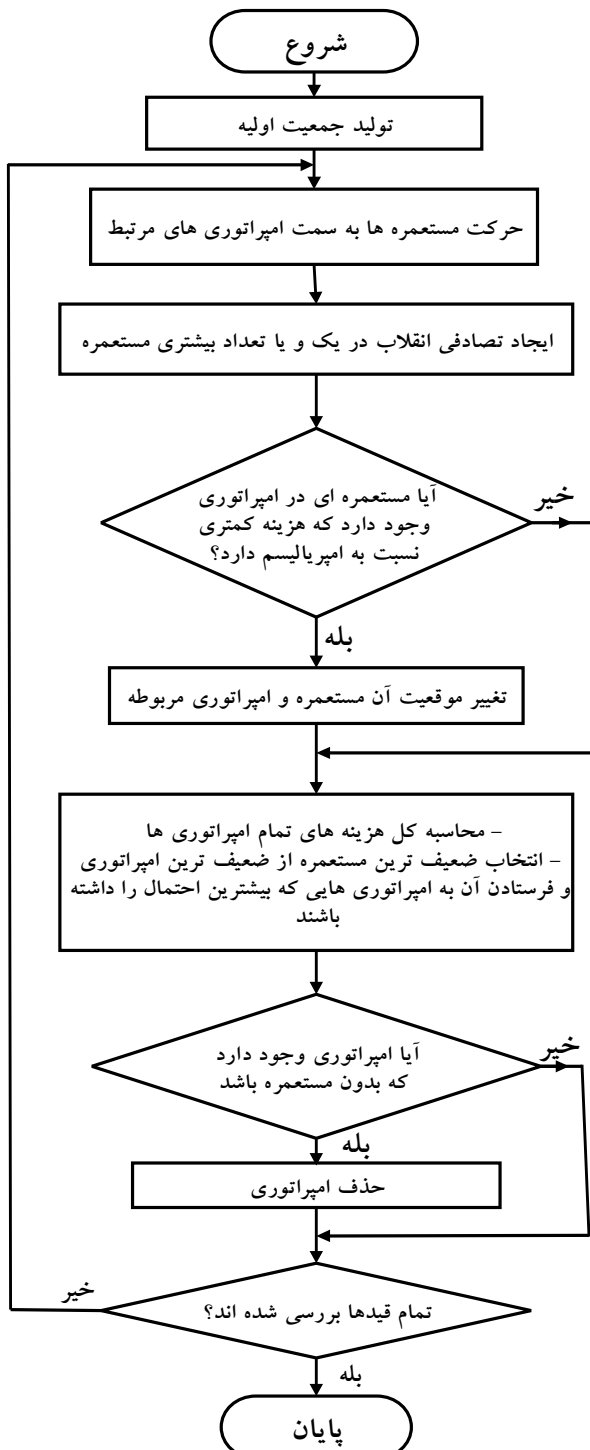 شروع
تولید جمعیت اولیه
حرکت مستعمره ها به سمت امپراتوری های مرتبط
ایجاد تصادفی انقلاب در یک و یا تعداد بیشتری مستعمره
آیا مستعمره ای در امپراتوری
وجود دارد که هزینه کمتری
نسبت به امپریالیسم دارد؟
خیر
بله
تغییر موقعیت آن مستعمره و امپراتوری مربوطه
– محاسبه کل هزینه های تمام امپراتوری ها
– انتخاب ضعیف ترین مستعمره از ضعیف ترین امپراتوری
و فرستادن آن به امپراتوری هایی که بیشترین احتمال را داشته
باشند
آیا امپراتوری وجود دارد
که بدون مستعمره باشد
خیر
بله
حذف امپراتوری
تمام قیدها بررسی شده اند؟
خیر
بله
پایان